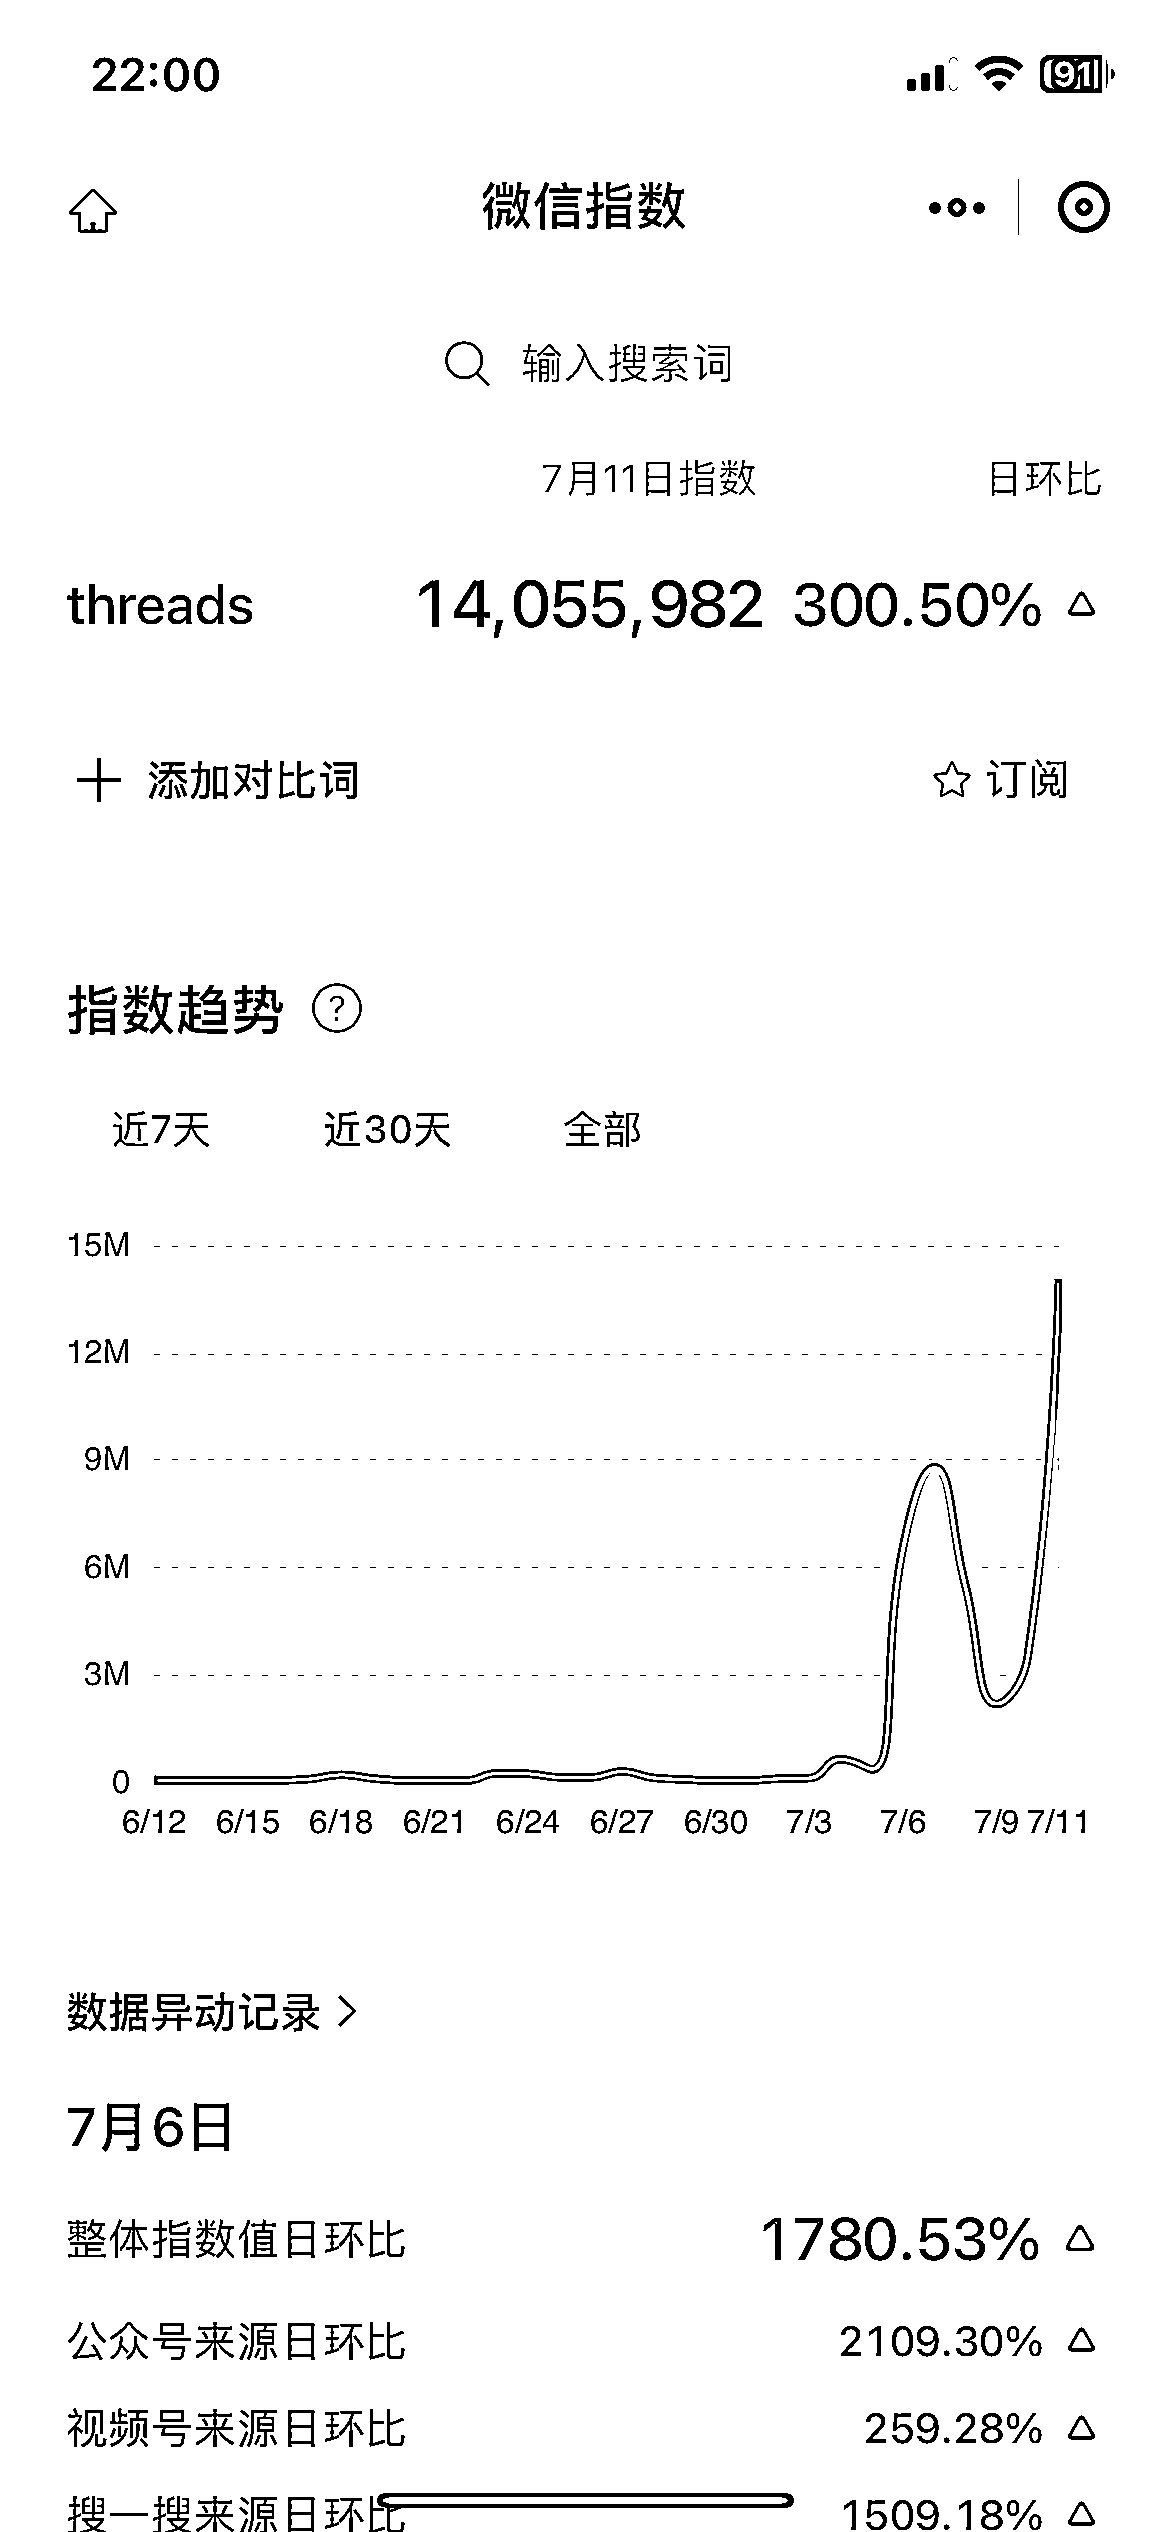 22:00
91
微信指数
输入搜索词
7月11日指数 日环比
threads 14,055,982 300.50%
添加对比词 订阅
指数趋势 ?
近7天 近30天 全部
15M
12M
9M
6M
3M
0
6/12 6/15 6/18 6/21 6/24 6/27 6/30 7/3 7/6 7/9 7/11
数据异动记录 >
7月6日
整体指数值日环比 1780.53%
公众号来源日环比 2109.30%
视频号来源日环比 259.28%
搜一搜来源日环比 1509.18%